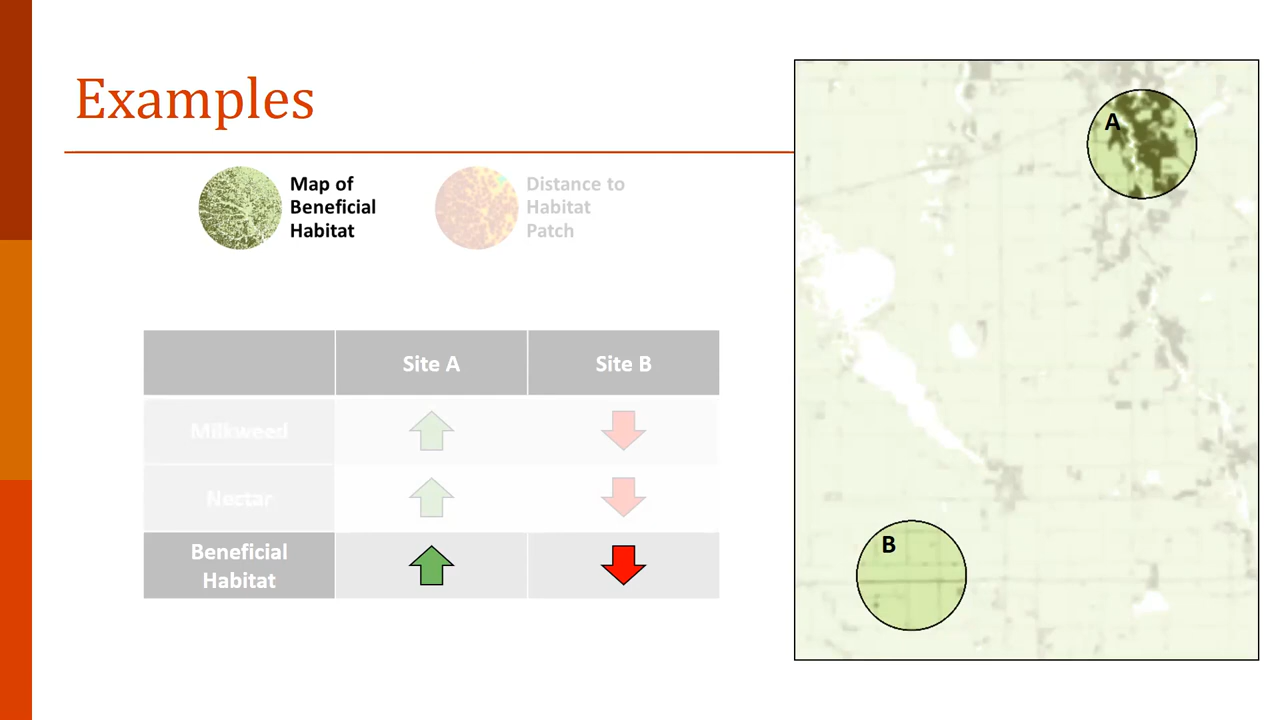 Examples
Map of
Beneficial
Habitat
Distance to
Habitat
Patch
Site A
Site B
Milkweed
Nectar
Beneficial
Habitat
A
B